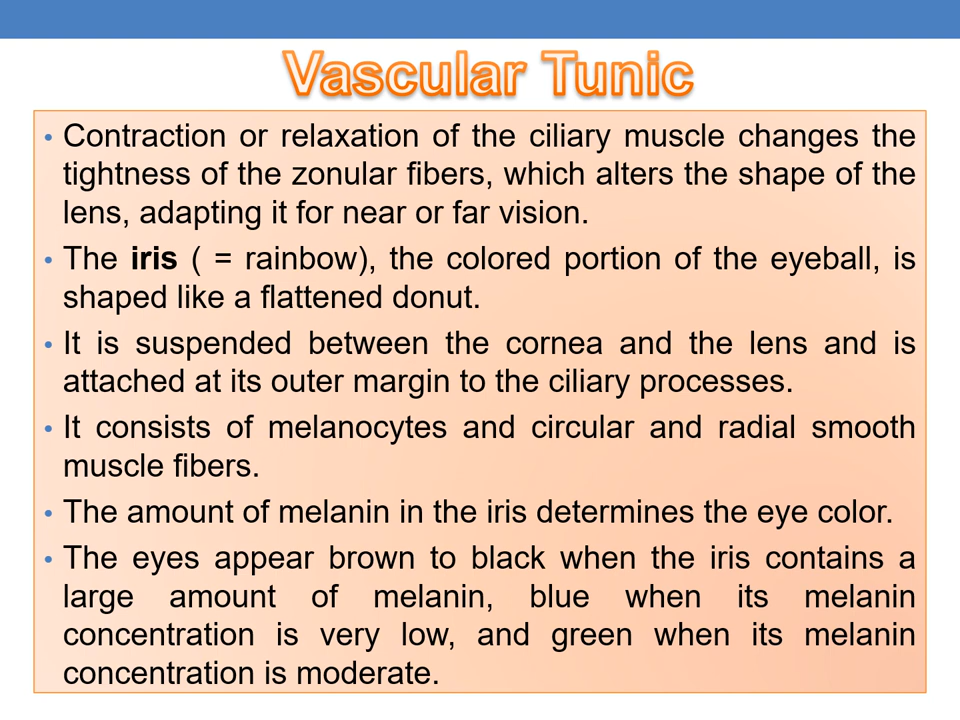 Vascular Tunic
• Contraction or relaxation of the ciliary muscle changes the
tightness of the zonular fibers, which alters the shape of the
lens, adapting it for near or far vision.
• The iris ( = rainbow), the colored portion of the eyeball, is
shaped like a flattened donut.
• It is suspended between the cornea and the lens and is
attached at its outer margin to the ciliary processes.
• It consists of melanocytes and circular and radial smooth
muscle fibers.
• The amount of melanin in the iris determines the eye color.
• The eyes appear brown to black when the iris contains a
large amount of melanin, blue when its melanin
concentration is very low, and green when its melanin
concentration is moderate.